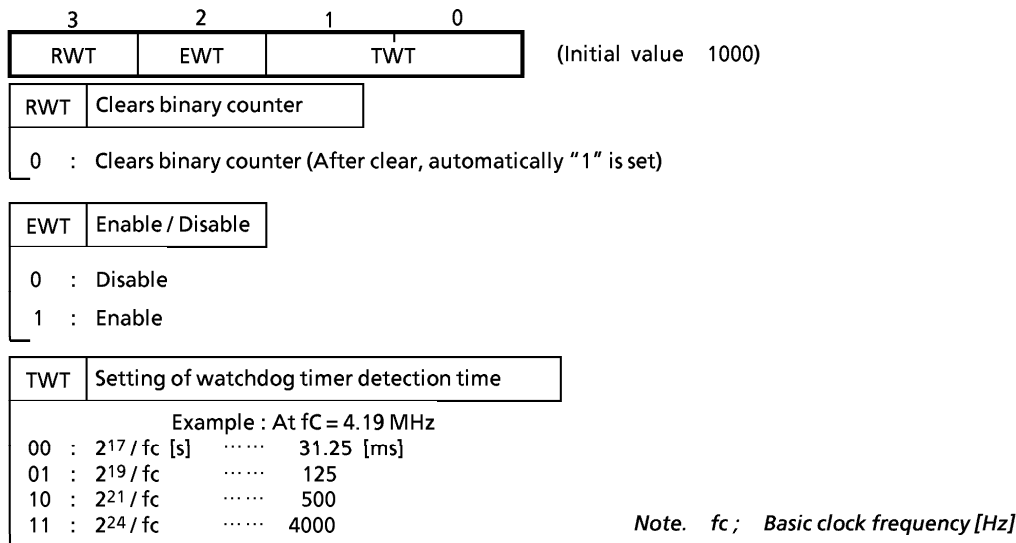 3 2 1 0
RWT EWT TWT (Initial value 1000)
RWT Clears binary counter
0 : Clears binary counter (After clear, automatically "1" is set)
EWT Enable / Disable
0 : Disable
1 : Enable
TWT Setting of watchdog timer detection time
Example : At fC = 4.19 MHz
00 : 2¹⁷ / fc [s] ······ 31.25 [ms]
01 : 2¹⁹ / fc ······ 125
10 : 2²¹ / fc ······ 500
11 : 2²⁴ / fc ······ 4000
Note. fc ; Basic clock frequency [Hz]